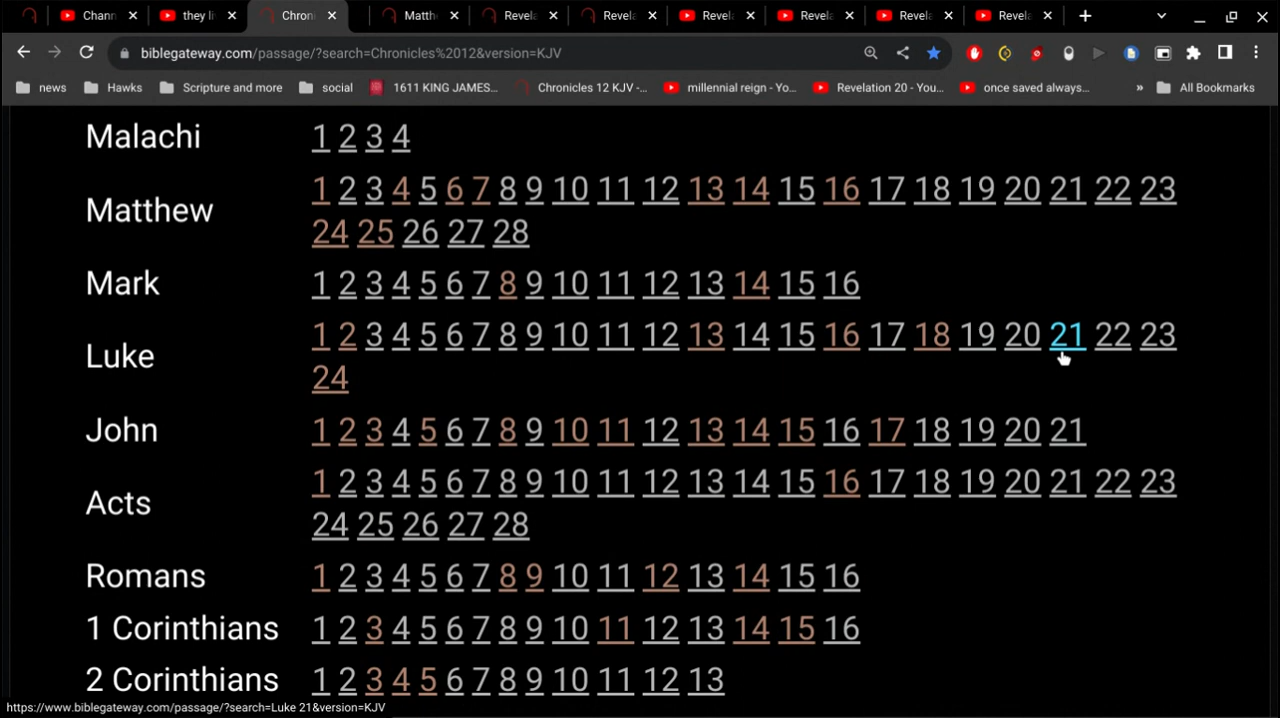 Chann
they li
Chroni
Matth
Revela
Revela
Revela
Revela
Revela
Revela
biblegateway.com/passage/?search=Chronicles%2012&version=KJV
news
Hawks
Scripture and more
social
1611 KING JAMES...
Chronicles 12 KJV -...
millennial reign - Yo...
Revelation 20 - You...
once saved always...
»
All Bookmarks
Malachi
1 2 3 4
Matthew
1 2 3 4 5 6 7 8 9 10 11 12 13 14 15 16 17 18 19 20 21 22 23
24 25 26 27 28
Mark
1 2 3 4 5 6 7 8 9 10 11 12 13 14 15 16
Luke
1 2 3 4 5 6 7 8 9 10 11 12 13 14 15 16 17 18 19 20 21 22 23
24
John
1 2 3 4 5 6 7 8 9 10 11 12 13 14 15 16 17 18 19 20 21
Acts
1 2 3 4 5 6 7 8 9 10 11 12 13 14 15 16 17 18 19 20 21 22 23
24 25 26 27 28
Romans
1 2 3 4 5 6 7 8 9 10 11 12 13 14 15 16
1 Corinthians
1 2 3 4 5 6 7 8 9 10 11 12 13 14 15 16
2 Corinthians
1 2 3 4 5 6 7 8 9 10 11 12 13
https://www.biblegateway.com/passage/?search=Luke 21&version=KJV